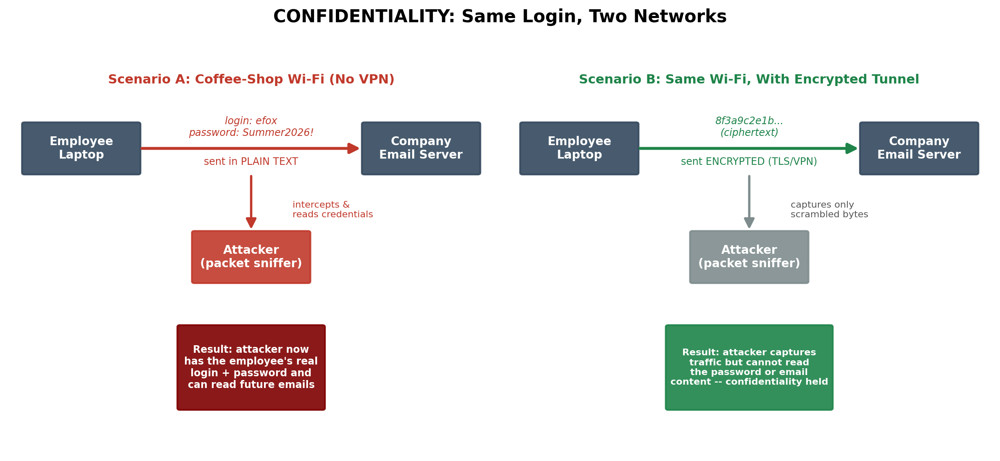 CONFIDENTIALITY: Same Login, Two Networks
Scenario A: Coffee-Shop Wi-Fi (No VPN)
Employee
Laptop
login: efox
password: Summer2026!
sent in PLAIN TEXT
Company
Email Server
intercepts &
reads credentials
Attacker
(packet sniffer)
Result: attacker now
has the employee's real
login + password and
can read future emails
Scenario B: Same Wi-Fi, With Encrypted Tunnel
Employee
Laptop
8f3a9c2e1b...
(ciphertext)
sent ENCRYPTED (TLS/VPN)
Company
Email Server
captures only
scrambled bytes
Attacker
(packet sniffer)
Result: attacker captures
traffic but cannot read
the password or email
content -- confidentiality held